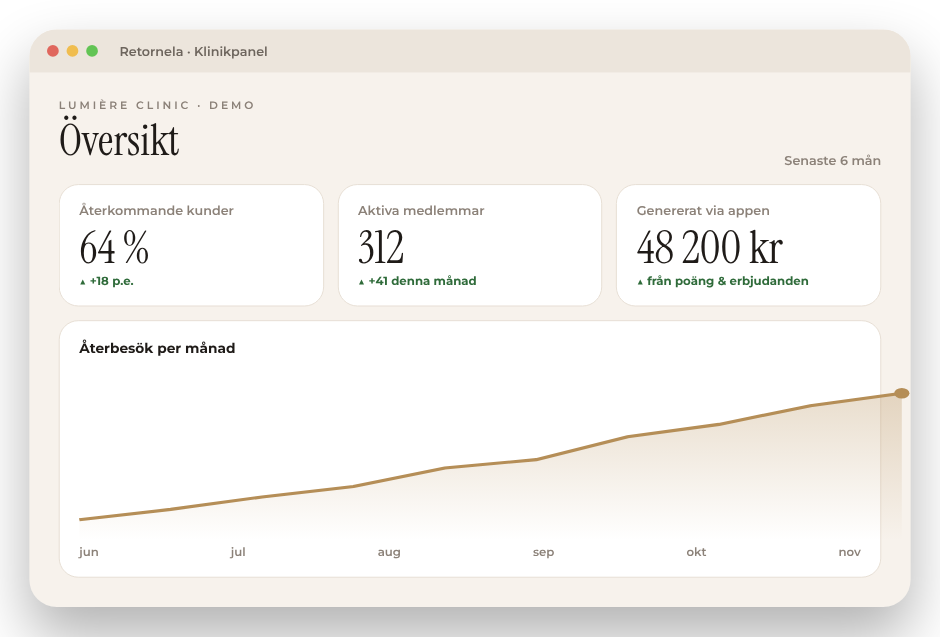 Retornela · Klinikpanel
LUMIÈRE CLINIC · DEMO
Översikt
Senaste 6 mån
Återkommande kunder
64 %
▲ +18 p.e.
Aktiva medlemmar
312
▲ +41 denna månad
Genererat via appen
48 200 kr
▲ från poäng & erbjudanden
Återbesök per månad
jun jul aug sep okt nov